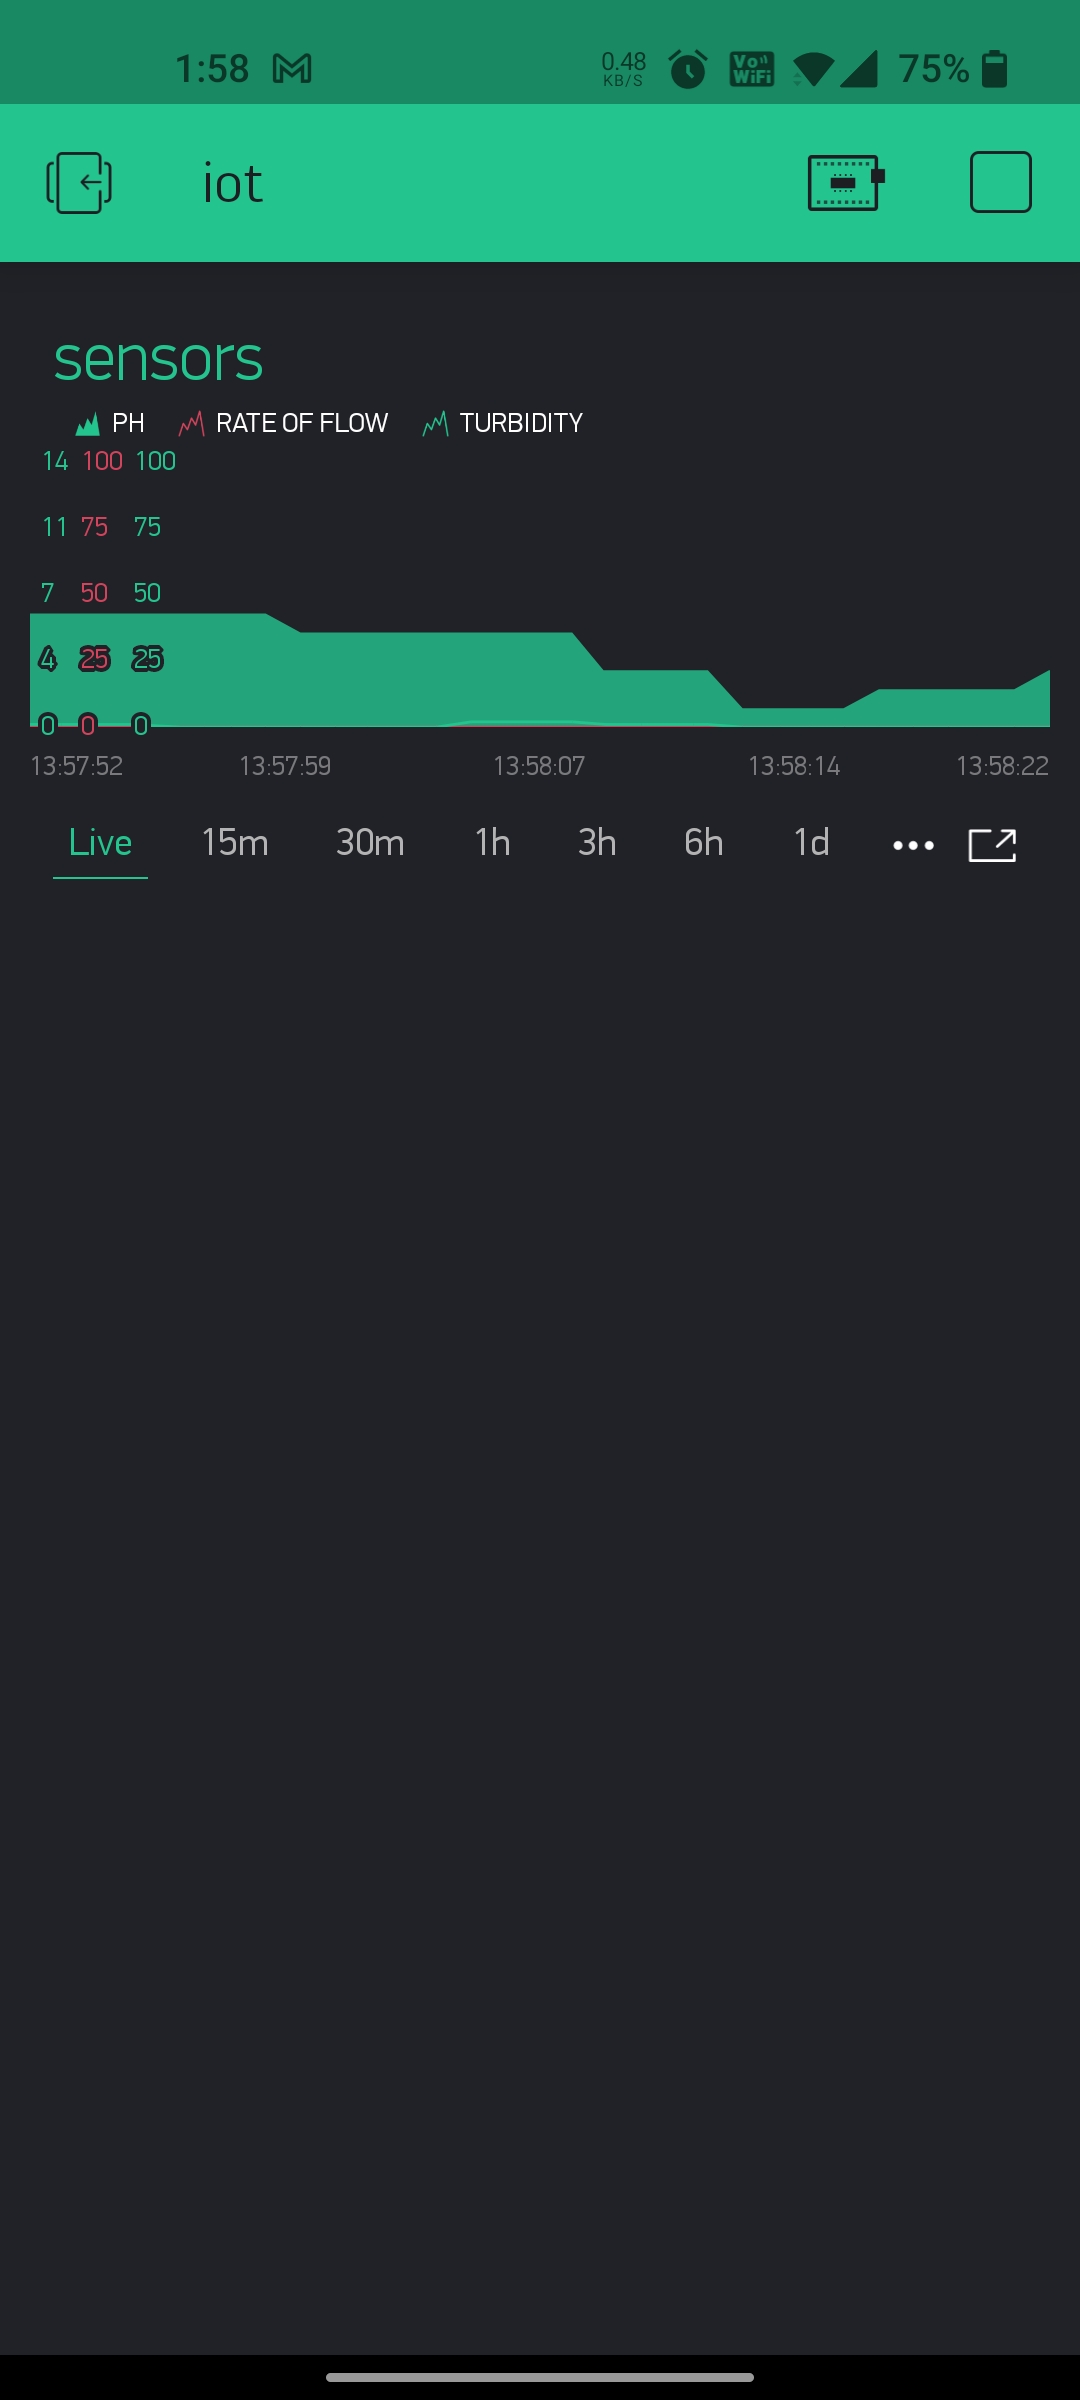 1:58 0.48 KB/S Vo WiFi 75%
iot
sensors
PH RATE OF FLOW TURBIDITY
14 100 100
11 75 75
7 50 50
4 25 25
0 0 0
13:57:52 13:57:59 13:58:07 13:58:14 13:58:22
Live 15m 30m 1h 3h 6h 1d